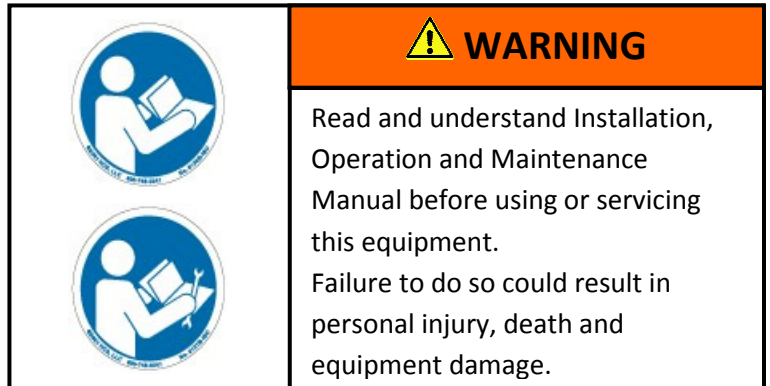 WARNING
Read and understand Installation,
Operation and Maintenance
Manual before using or servicing
this equipment.
Failure to do so could result in
personal injury, death and
equipment damage.